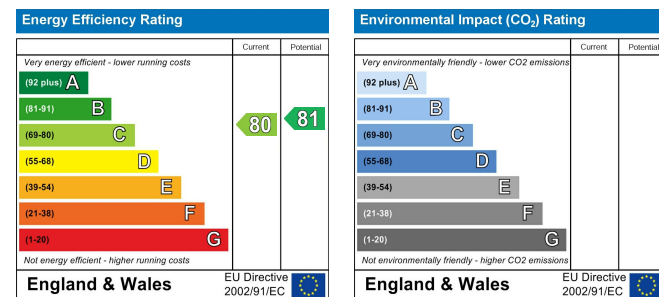 Energy Efficiency Rating
Current Potential
Very energy efficient - lower running costs
(92 plus) A
(81-91) B
(69-80) C
(55-68) D
(39-54) E
(21-38) F
(1-20) G
80
81
Not energy efficient - higher running costs
England & Wales
EU Directive
2002/91/EC
Environmental Impact (CO₂) Rating
Current Potential
Very environmentally friendly - lower CO2 emissions
(92 plus) A
(81-91) B
(69-80) C
(55-68) D
(39-54) E
(21-38) F
(1-20) G
Not environmentally friendly - higher CO2 emissions
England & Wales
EU Directive
2002/91/EC